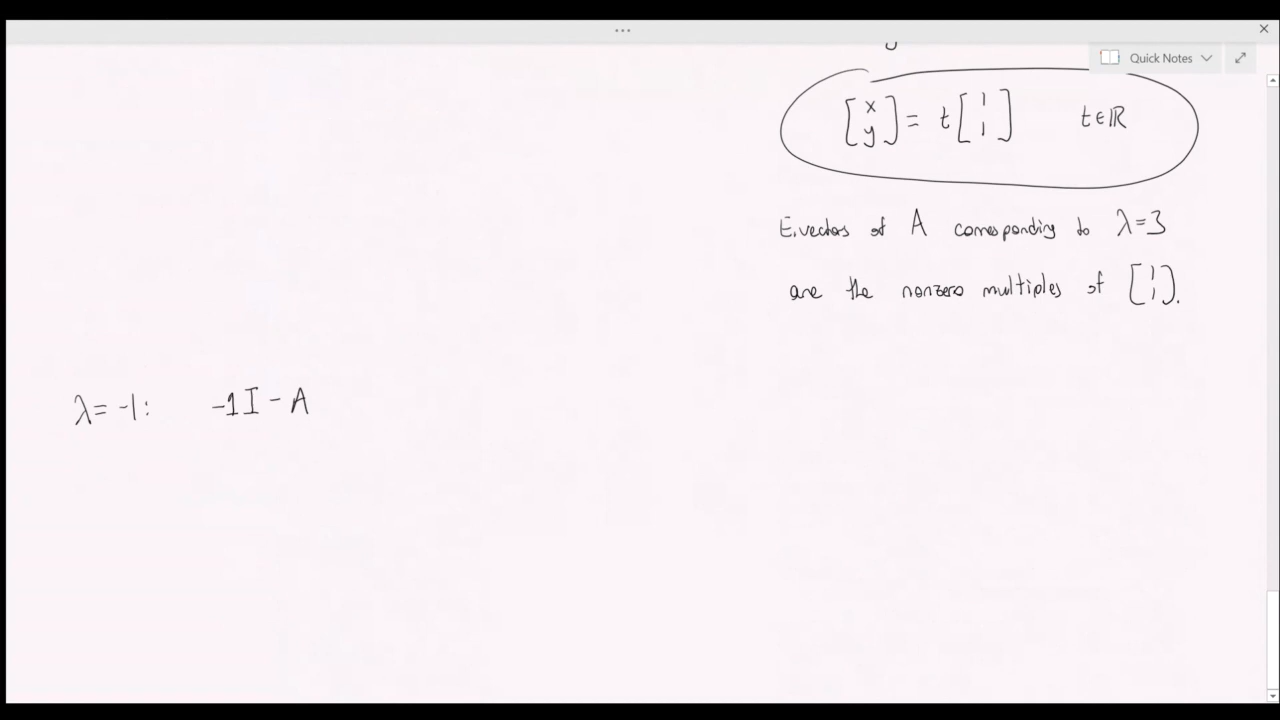 Quick Notes
[x y] = t [1 1] t∈ℝ
E.vectors of A corresponding to λ=3
are the nonzero multiples of [1 1].
λ = -1: -1I - A